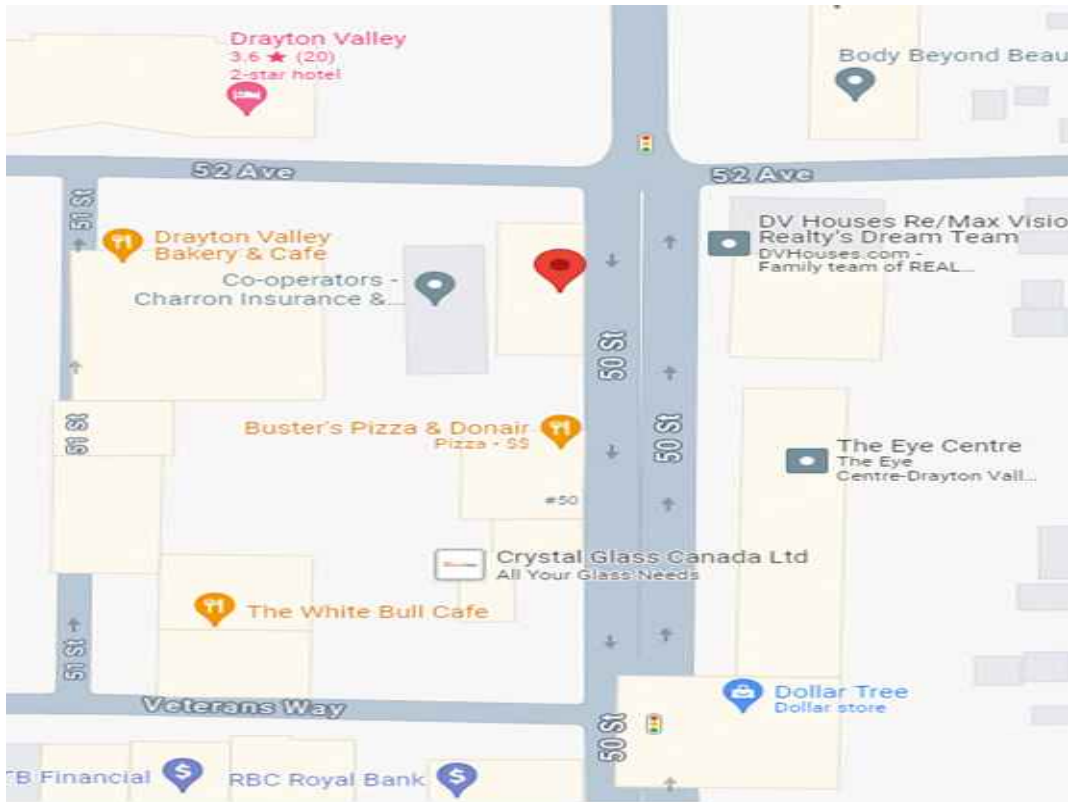 Drayton Valley
3.6 ★ (20)
2-star hotel
Body Beyond Beau
52 Ave
52 Ave
51 St
Drayton Valley
Bakery & Cafe
Co-operators -
Charron Insurance &...
DV Houses Re/Max Visio
Realty's Dream Team
DVHouses.com -
Family team of REAL...
50 St
50 St
51 St
Buster's Pizza & Donair
Pizza - $$
The Eye Centre
The Eye
Centre-Drayton Vall...
#50
Crystal Glass Canada Ltd
All Your Glass Needs
The White Bull Cafe
51 St
Veterans Way
50 St
Dollar Tree
Dollar store
TB Financial
$
RBC Royal Bank
$